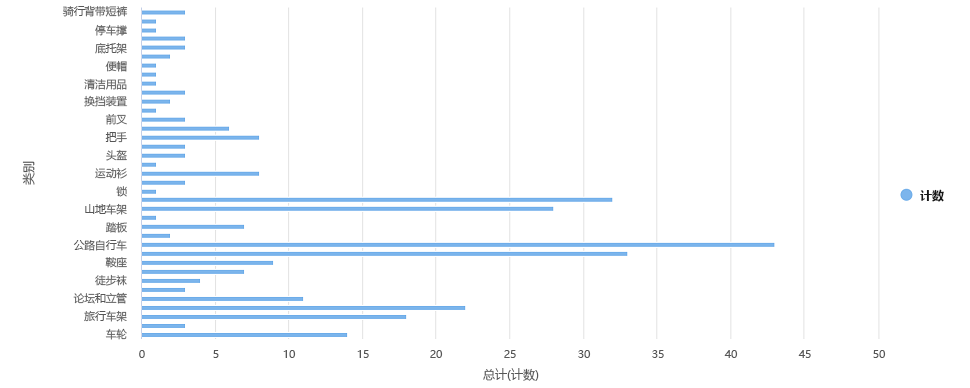 骑行背带短裤
停车撑
底托架
便帽
清洁用品
换挡装置
前叉
把手
头盔
运动衫
锁
山地车架
踏板
公路自行车
鞍座
徒步袜
论坛和立管
旅行车架
车轮
类别
0 5 10 15 20 25 30 35 40 45 50
总计(计数)
计数